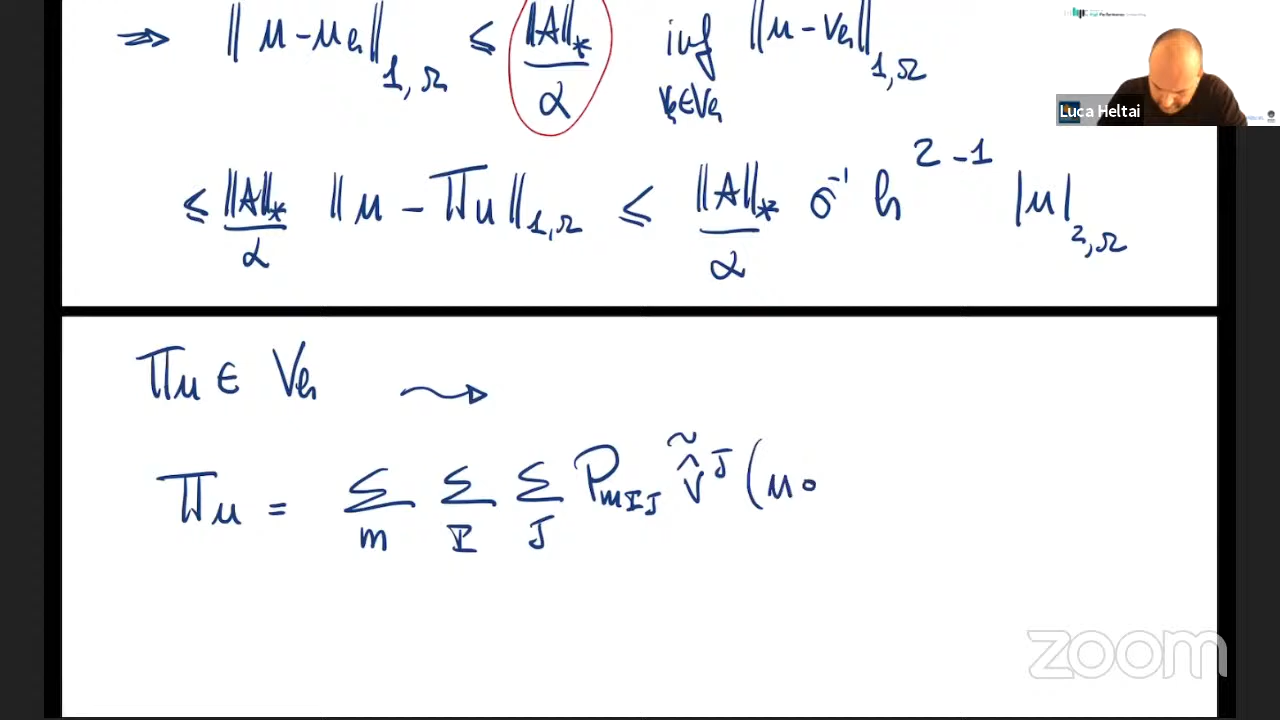 ⇒ ‖u-u_h‖_{1,Ω} ≤ ‖A‖_*/α inf_{v_h∈V_h} ‖u-v_h‖_{1,Ω}
Luca Heltai
≤ ‖A‖_*/α ‖u - Πu‖_{1,Ω} ≤ ‖A‖_*/α σ^{-1} h^{2-1} |u|_{2,Ω}
Πu ∈ V_h ⇝
Πu = Σ_m Σ_I Σ_J P_{mIJ} \tilde{\hat{v}}^J (u∘
zoom